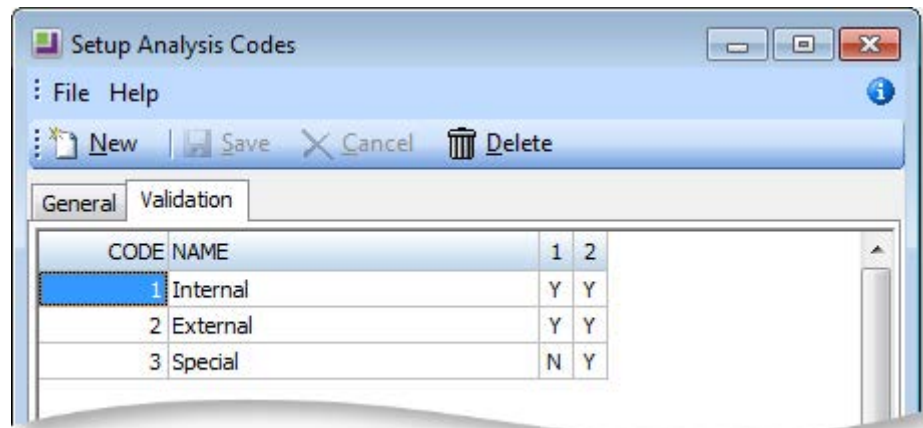 Setup Analysis Codes
File Help
New Save Cancel Delete
General Validation
CODE NAME 1 2
1 Internal Y Y
2 External Y Y
3 Special N Y